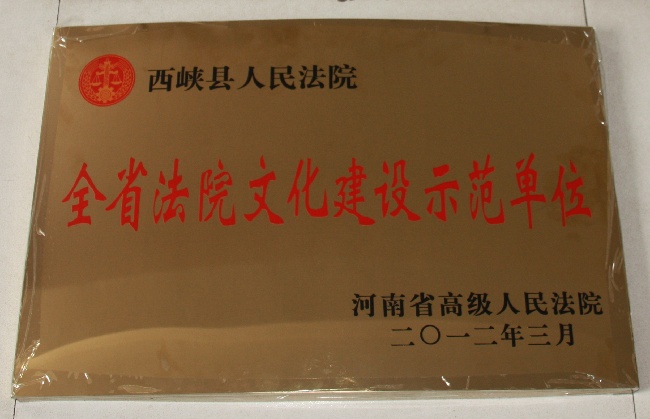 西峡县人民法院
全省法院文化建设示范单位
河南省高级人民法院
二〇一二年三月